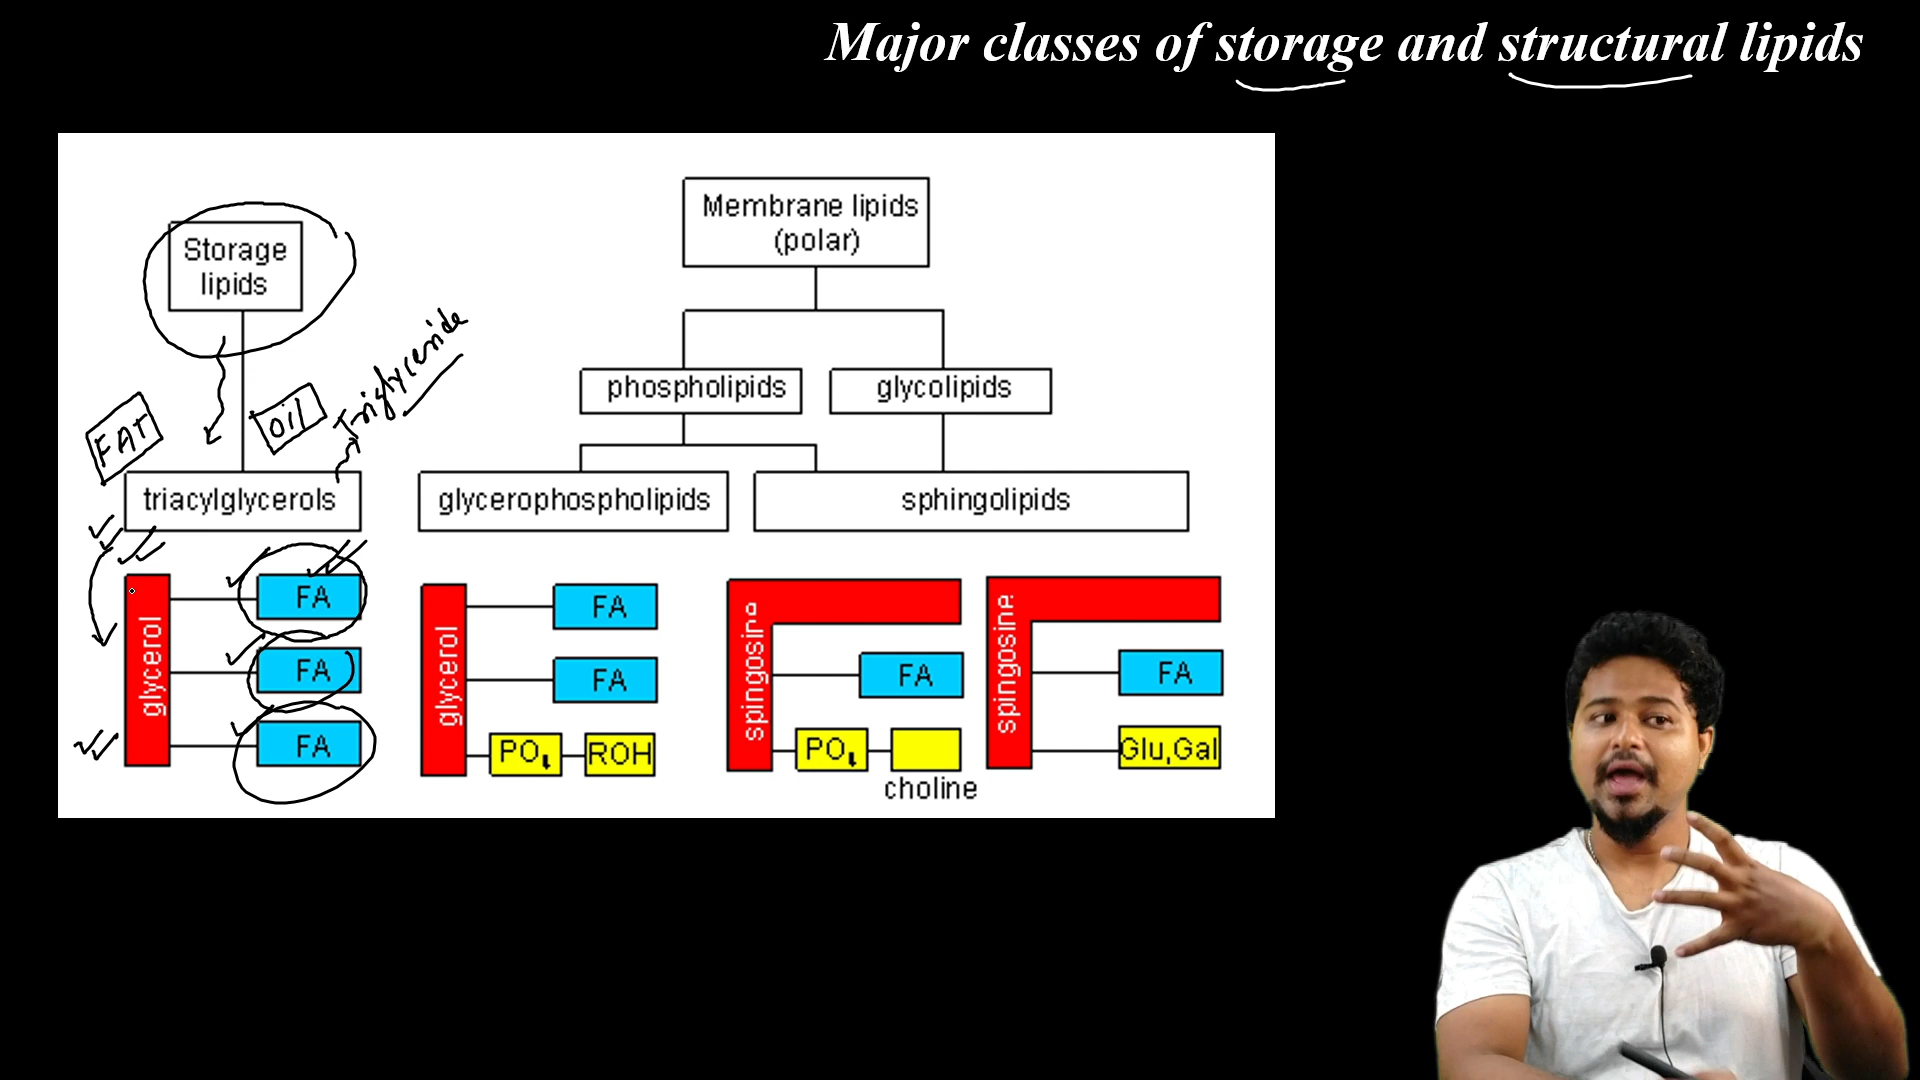 Major classes of storage and structural lipids
Membrane lipids
(polar)
Storage
lipids
Triglyceride
phospholipids
glycolipids
FAT
OIL
triacylglycerols
glycerophospholipids
sphingolipids
glycerol
FA
FA
FA
glycerol
FA
FA
PO4
ROH
spingosine
FA
PO4
choline
spingosine
FA
Glu,Gal